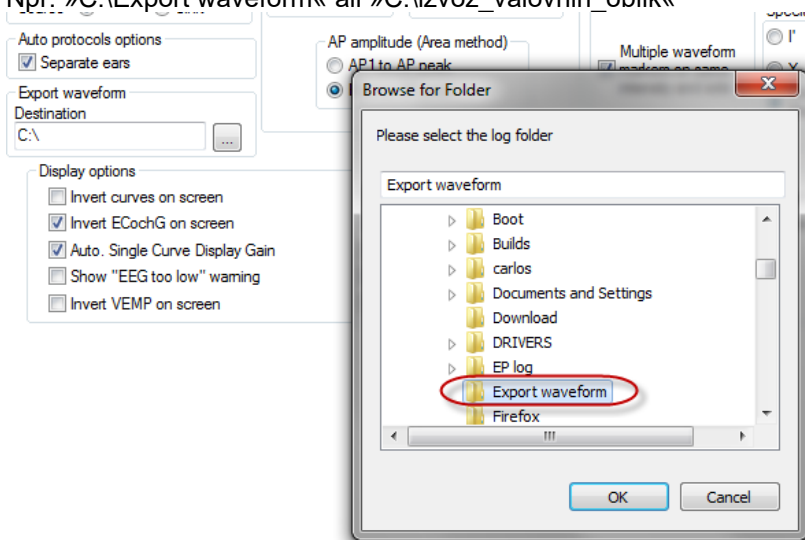 Npr. »C:\Export waveform« ali »C:\Izvoz_valovnih_oblik«
Auto protocols options
Separate ears
Export waveform
Destination
C:\
...
AP amplitude (Area method)
AP1 to AP peak
Multiple waveform
I'
Browse for Folder
Please select the log folder
Export waveform
Boot
Builds
carlos
Documents and Settings
Download
DRIVERS
EP log
Export waveform
Firefox
OK
Cancel
Display options
Invert curves on screen
Invert ECochG on screen
Auto. Single Curve Display Gain
Show "EEG too low" warning
Invert VEMP on screen